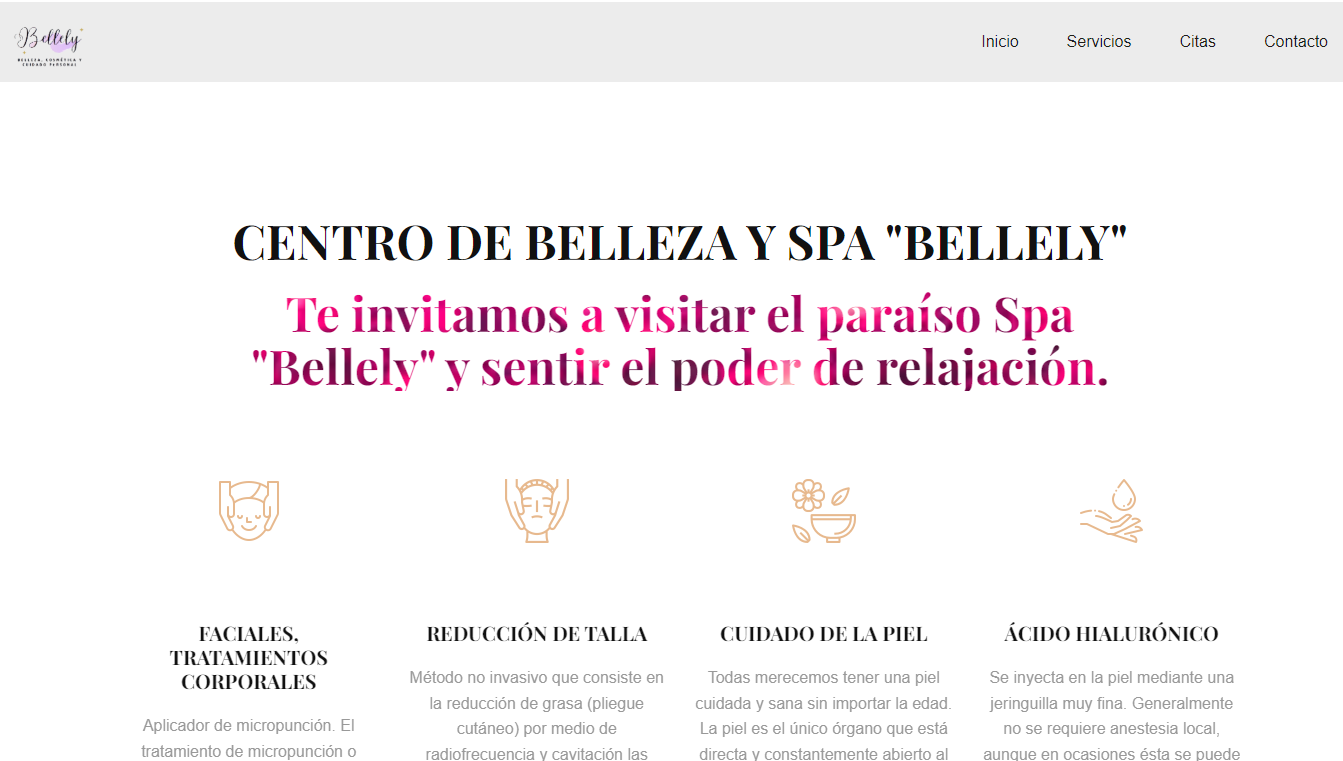 Bellely
BELLEZA, COSMÉTICA Y
CUIDADO PERSONAL
Inicio Servicios Citas Contacto
CENTRO DE BELLEZA Y SPA "BELLELY"
Te invitamos a visitar el paraíso Spa
"Bellely" y sentir el poder de relajación.
FACIALES,
TRATAMIENTOS
CORPORALES
Aplicador de micropunción. El
tratamiento de micropunción o
REDUCCIÓN DE TALLA
Método no invasivo que consiste en
la reducción de grasa (pliegue
cutáneo) por medio de
radiofrecuencia y cavitación las
CUIDADO DE LA PIEL
Todas merecemos tener una piel
cuidada y sana sin importar la edad.
La piel es el único órgano que está
directa y constantemente abierto al
ÁCIDO HIALURÓNICO
Se inyecta en la piel mediante una
jeringuilla muy fina. Generalmente
no se requiere anestesia local,
aunque en ocasiones ésta se puede